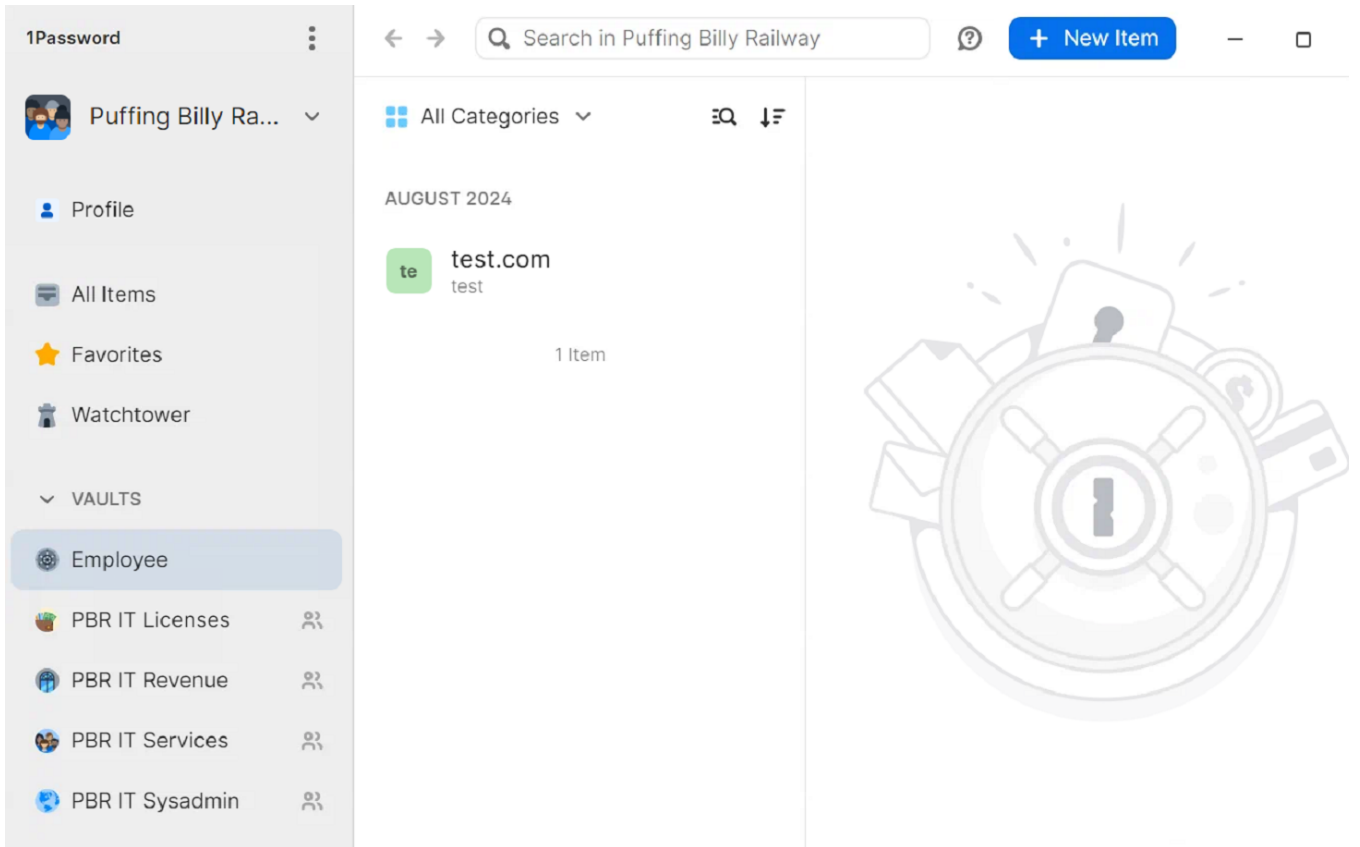 1Password
Search in Puffing Billy Railway
+ New Item
Puffing Billy Ra...
All Categories
Profile
All Items
Favorites
Watchtower
VAULTS
Employee
PBR IT Licenses
PBR IT Revenue
PBR IT Services
PBR IT Sysadmin
AUGUST 2024
te
test.com
test
1 Item